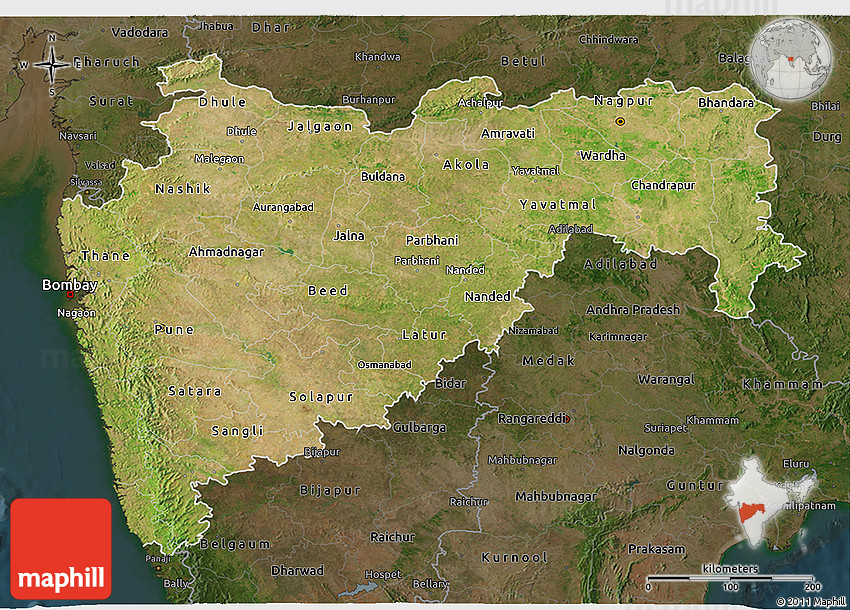 Vadodara
Jhabua
Dhar
Khandwa
Betul
Chhindwara
Balag
N
W
E
S
Bharuch
Surat
Burhanpur
Achalpur
Nagpur
Bhandara
Bhilai
Dhule
Jalgaon
Amravati
Durg
Navsari
Dhule
Malegaon
Akola
Wardha
Valsad
Silvassa
Nashik
Buldana
Yavatmal
Chandrapur
Aurangabad
Yavatmal
Jalna
Parbhani
Adilabad
Thane
Ahmadnagar
Parbhani
Nanded
Adilabad
Bombay
Beed
Nanded
Nagaon
Andhra Pradesh
Pune
Latur
Nizamabad
Karimnagar
Osmanabad
Medak
Satara
Bidar
Warangal
Khammam
Solapur
Rangareddi
Khammam
Sangli
Gulbarga
Suriapet
Bijapur
Nalgonda
Mahbubnagar
Eluru
Bijapur
Raichur
Mahbubnagar
Guntur
Machilipatnam
maphill
Belgaum
Raichur
Panaji
Kurnool
Prakasam
Bally
Dharwad
Hospet
Bellary
kilometers
0 100 200
© 2011 Maphill